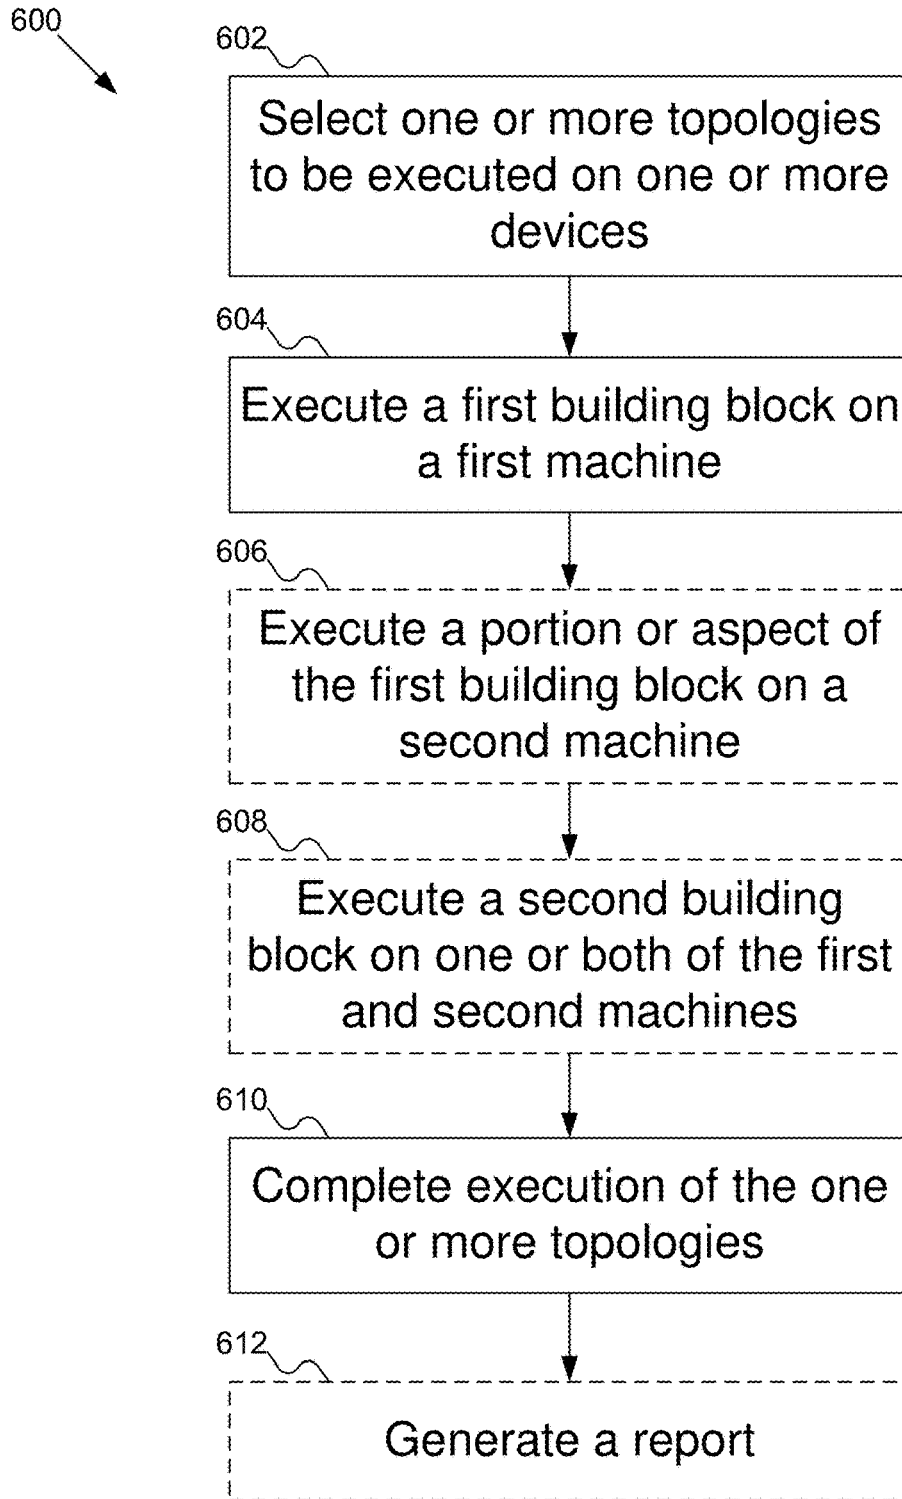 600
602
Select one or more topologies
to be executed on one or more
devices
604
Execute a first building block on
a first machine
606
Execute a portion or aspect of
the first building block on a
second machine
608
Execute a second building
block on one or both of the first
and second machines
610
Complete execution of the one
or more topologies
612
Generate a report